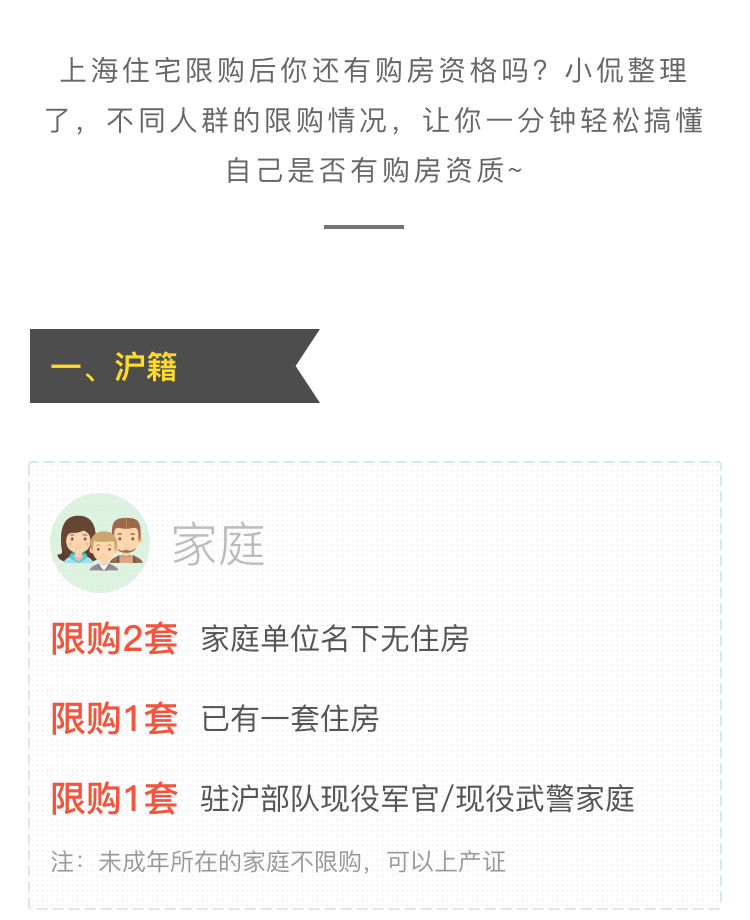 上海住宅限购后你还有购房资格吗？小侃整理
了，不同人群的限购情况，让你一分钟轻松搞懂
自己是否有购房资质~
一、沪籍
家庭
限购2套 家庭单位名下无住房
限购1套 已有一套住房
限购1套 驻沪部队现役军官/现役武警家庭
注：未成年所在的家庭不限购，可以上产证